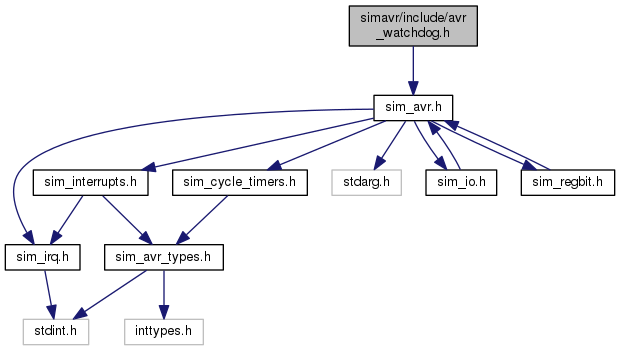 simavr/include/avr
_watchdog.h
sim_avr.h
sim_interrupts.h
sim_cycle_timers.h
stdarg.h
sim_io.h
sim_regbit.h
sim_irq.h
sim_avr_types.h
stdint.h
inttypes.h